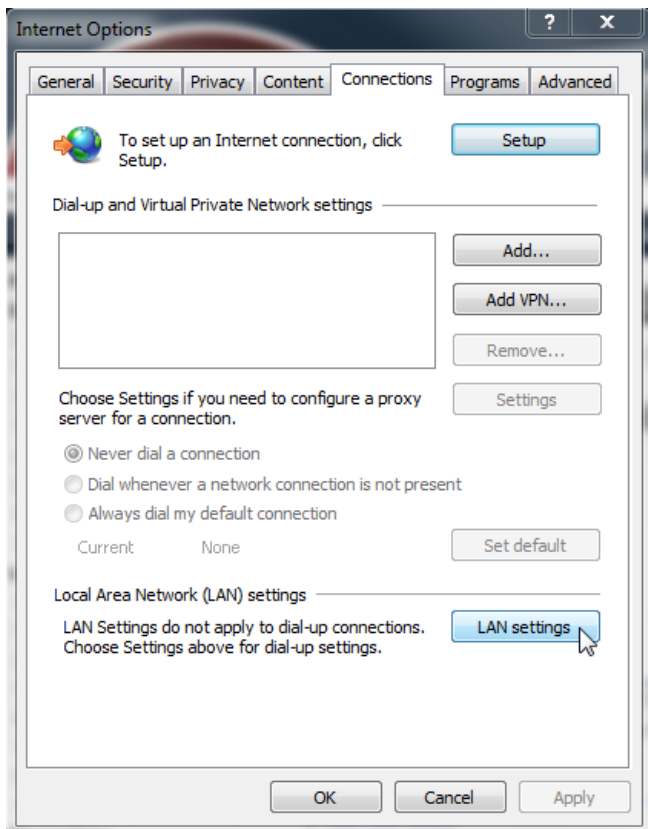 Internet Options
?
x
General Security Privacy Content Connections Programs Advanced
To set up an Internet connection, click
Setup.
Setup
Dial-up and Virtual Private Network settings
Add...
Add VPN...
Remove...
Choose Settings if you need to configure a proxy
server for a connection.
Settings
Never dial a connection
Dial whenever a network connection is not present
Always dial my default connection
Current None
Set default
Local Area Network (LAN) settings
LAN Settings do not apply to dial-up connections.
Choose Settings above for dial-up settings.
LAN settings
OK Cancel Apply